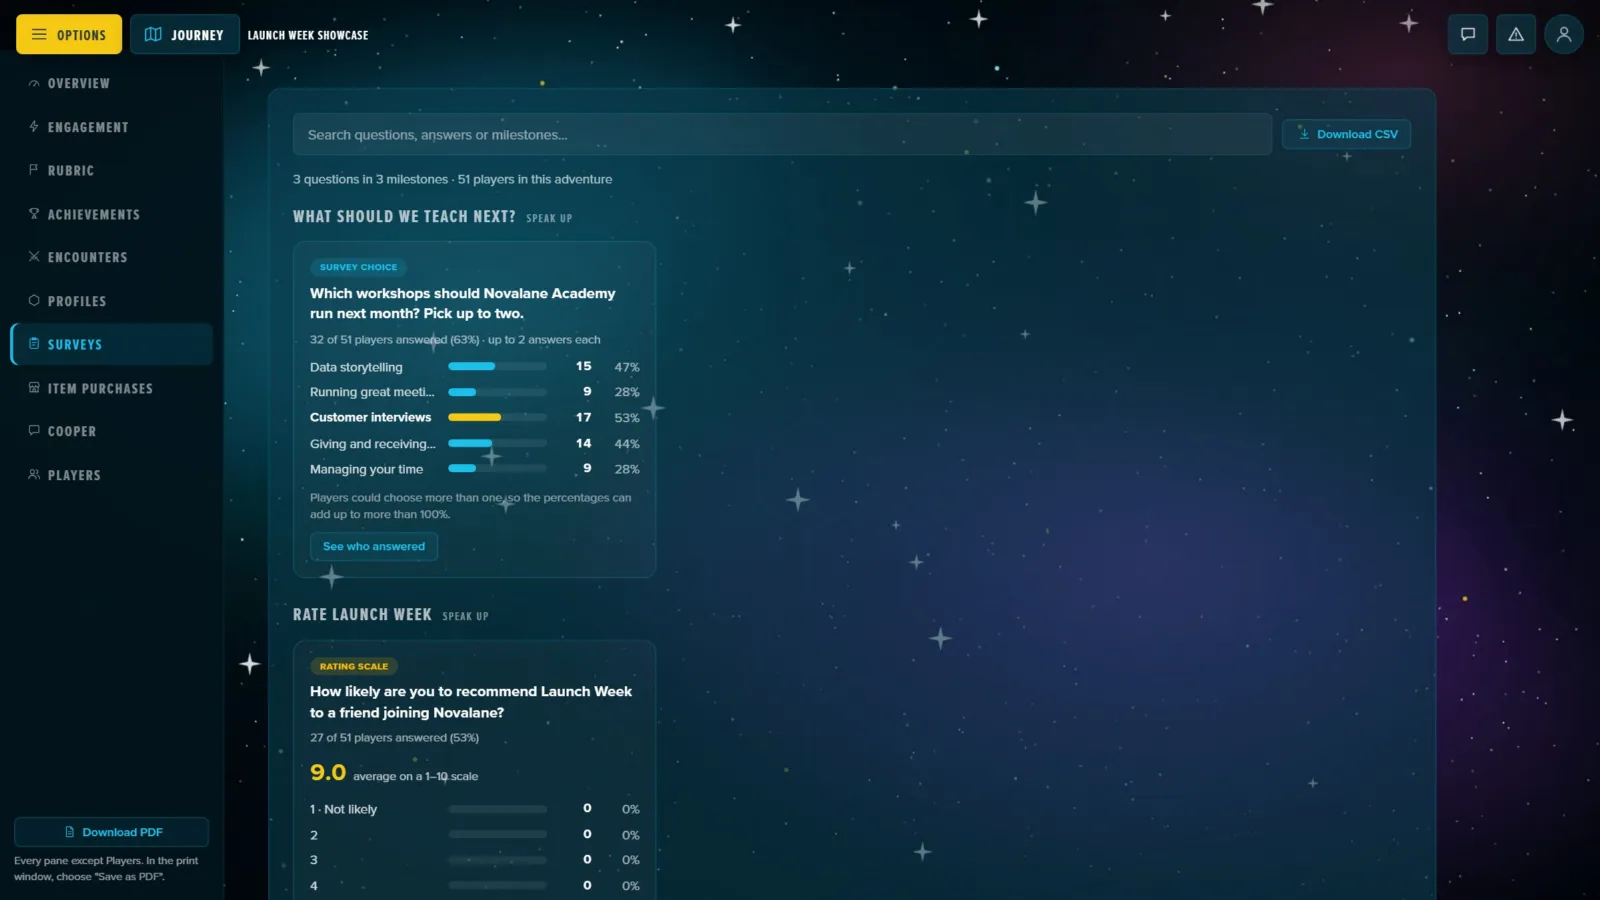 OPTIONS
JOURNEY
LAUNCH WEEK SHOWCASE
OVERVIEW
ENGAGEMENT
RUBRIC
ACHIEVEMENTS
ENCOUNTERS
PROFILES
SURVEYS
ITEM PURCHASES
COOPER
PLAYERS
Download PDF
Every pane except Players. In the print
window, choose "Save as PDF".
Search questions, answers or milestones...
Download CSV
3 questions in 3 milestones · 51 players in this adventure
WHAT SHOULD WE TEACH NEXT? SPEAK UP
SURVEY CHOICE
Which workshops should Novalane Academy
run next month? Pick up to two.
32 of 51 players answered (63%) · up to 2 answers each
Data storytelling 15 47%
Running great meeti... 9 28%
Customer interviews 17 53%
Giving and receiving... 14 44%
Managing your time 9 28%
Players could choose more than one, so the percentages can
add up to more than 100%.
See who answered
RATE LAUNCH WEEK SPEAK UP
RATING SCALE
How likely are you to recommend Launch Week
to a friend joining Novalane?
27 of 51 players answered (53%)
9.0 average on a 1–10 scale
1 · Not likely 0 0%
2 0 0%
3 0 0%
4 0 0%